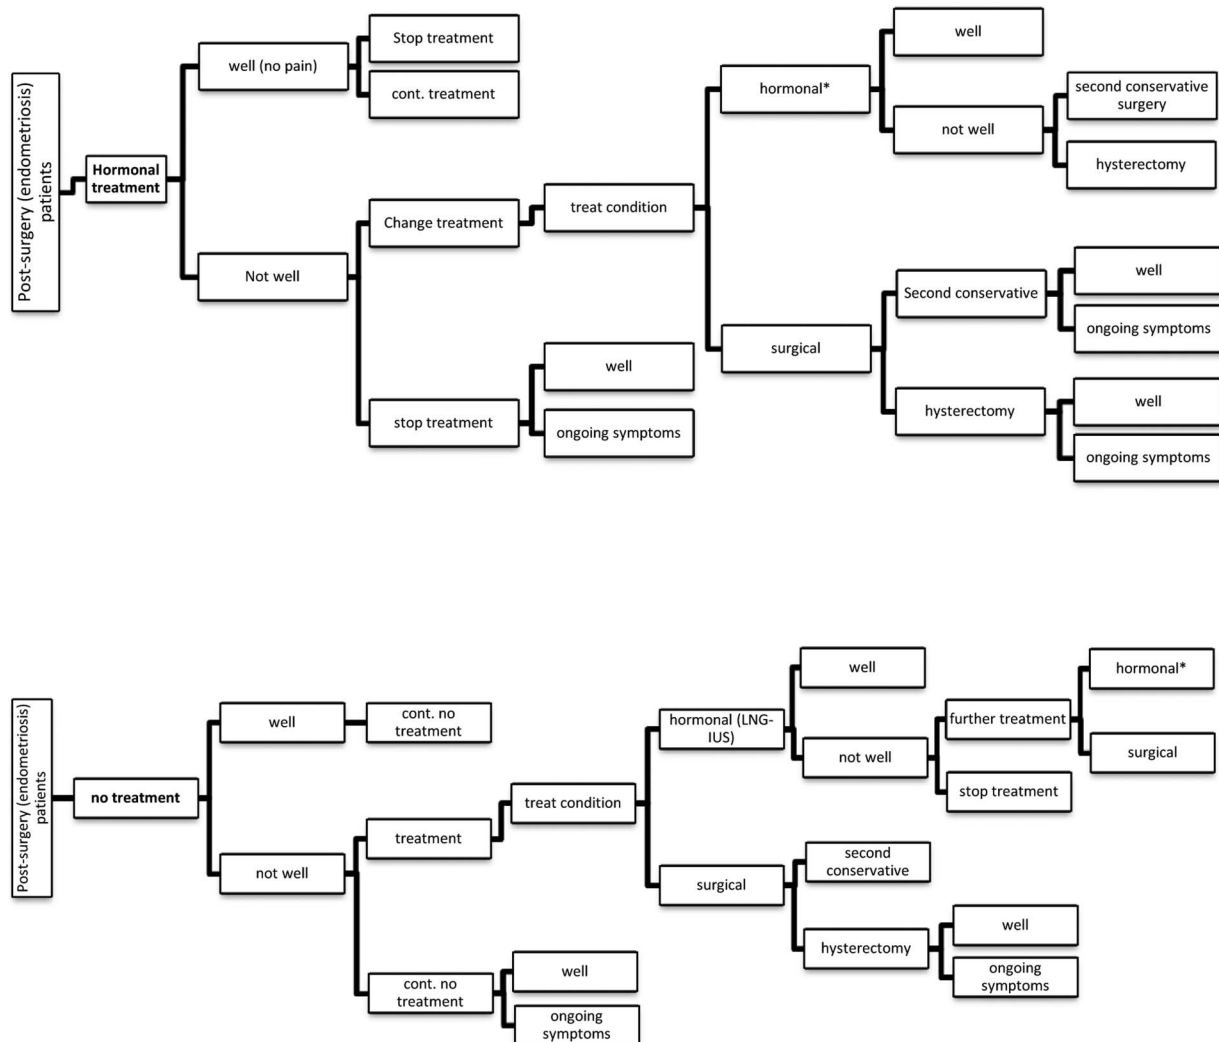 Post-surgery (endometriosis)
patients
Hormonal
treatment
well (no pain)
Stop treatment
cont. treatment
Not well
Change treatment
treat condition
hormonal*
well
not well
second conservative
surgery
hysterectomy
surgical
Second conservative
well
ongoing symptoms
hysterectomy
well
ongoing symptoms
stop treatment
well
ongoing symptoms
Post-surgery (endometriosis)
patients
no treatment
well
cont. no
treatment
not well
treatment
treat condition
hormonal (LNG-
IUS)
well
not well
further treatment
hormonal*
surgical
stop treatment
surgical
second
conservative
hysterectomy
well
ongoing
symptoms
cont. no
treatment
well
ongoing
symptoms